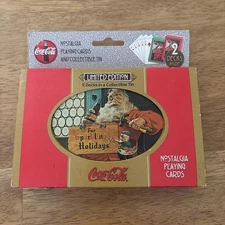 Coca-Cola
NOSTALGIA
PLAYING CARDS
AND COLLECTIBLE TIN
2
DECKS
LIMITED EDITION
2 Decks in a Collectible Tin
For
Holidays
Coca-Cola
NOSTALGIA
PLAYING
CARDS